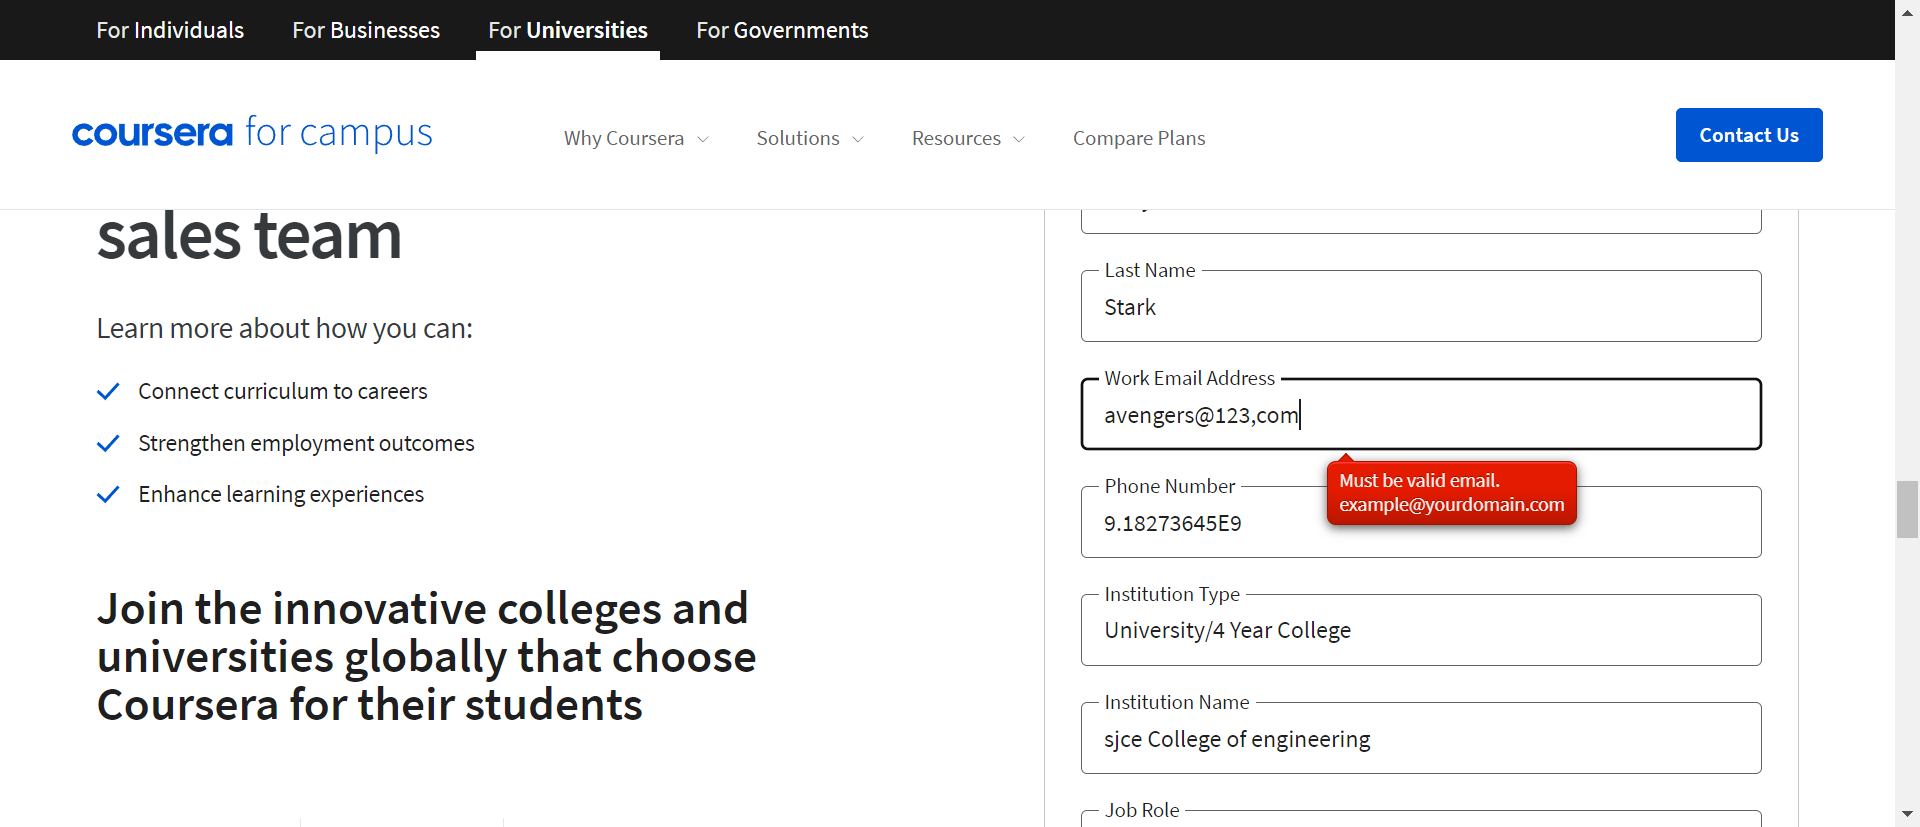 For Individuals
For Businesses
For Universities
For Governments
coursera for campus
Why Coursera
Solutions
Resources
Compare Plans
Contact Us
sales team
Learn more about how you can:
Connect curriculum to careers
Strengthen employment outcomes
Enhance learning experiences
Join the innovative colleges and
universities globally that choose
Coursera for their students
Last Name
Stark
Work Email Address
avengers@123,com
Must be valid email.
example@yourdomain.com
Phone Number
9.18273645E9
Institution Type
University/4 Year College
Institution Name
sjce College of engineering
Job Role